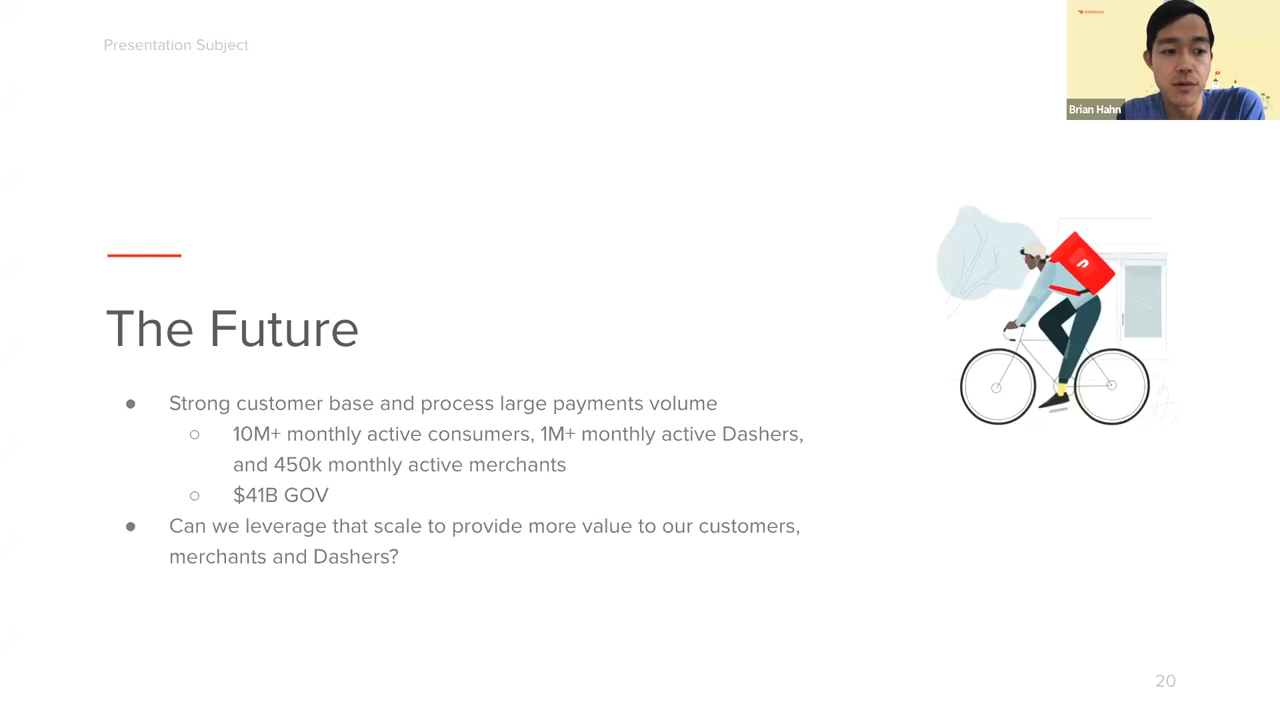 Presentation Subject
Brian Hahn
The Future
● Strong customer base and process large payments volume
○ 10M+ monthly active consumers, 1M+ monthly active Dashers,
and 450k monthly active merchants
○ $41B GOV
● Can we leverage that scale to provide more value to our customers,
merchants and Dashers?
20